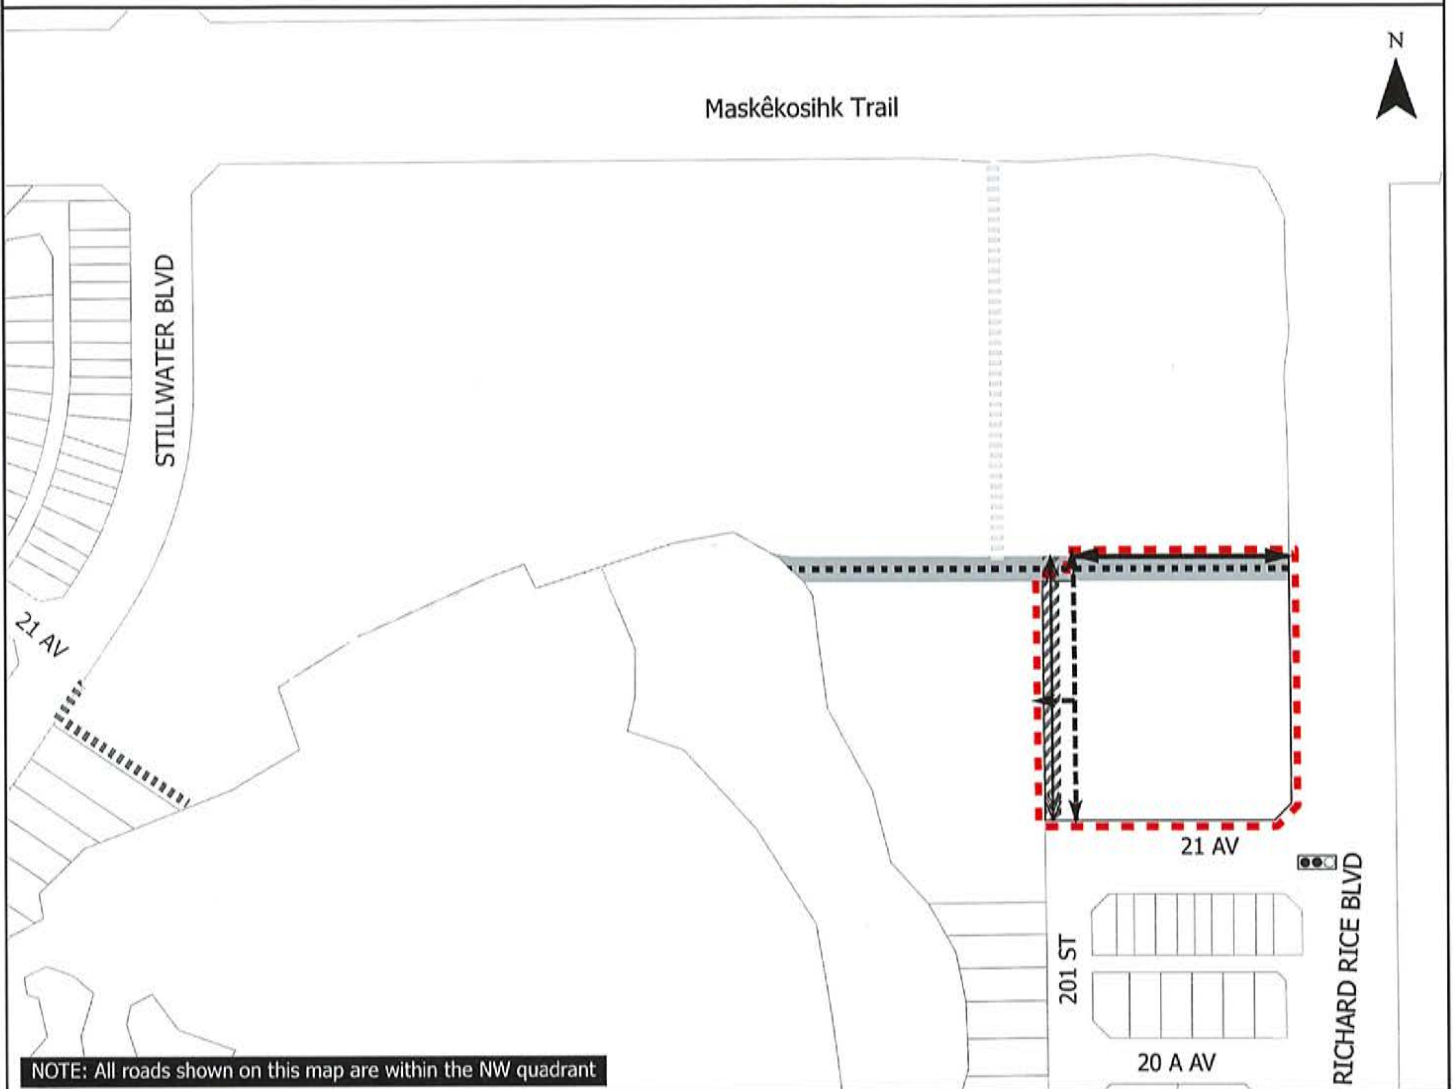 N
Maskêkosihk Trail
STILLWATER BLVD
21 AV
21 AV
RICHARD RICE BLVD
201 ST
20 A AV
NOTE: All roads shown on this map are within the NW quadrant